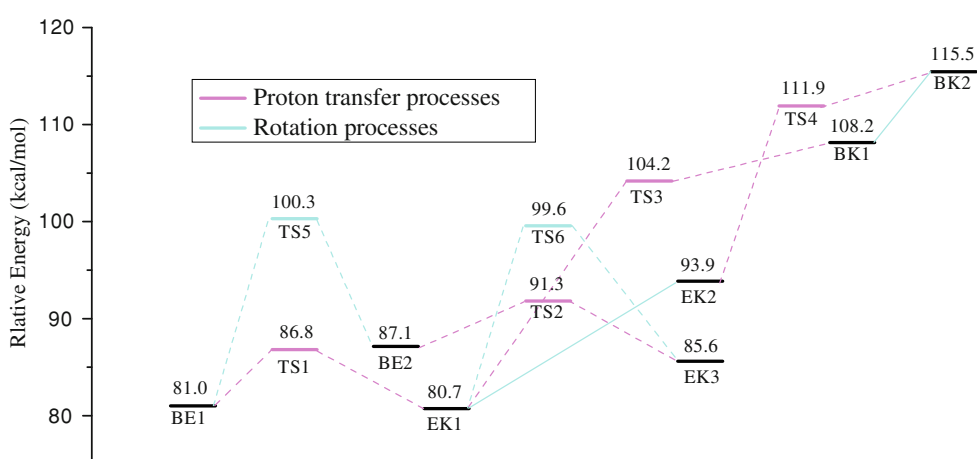 120
110
100
90
80
Rlative Energy (kcal/mol)
Proton transfer processes
Rotation processes
81.0
BE1
100.3
TS5
86.8
TS1
87.1
BE2
80.7
EK1
99.6
TS6
91.3
TS2
104.2
TS3
93.9
EK2
85.6
EK3
111.9
TS4
108.2
BK1
115.5
BK2